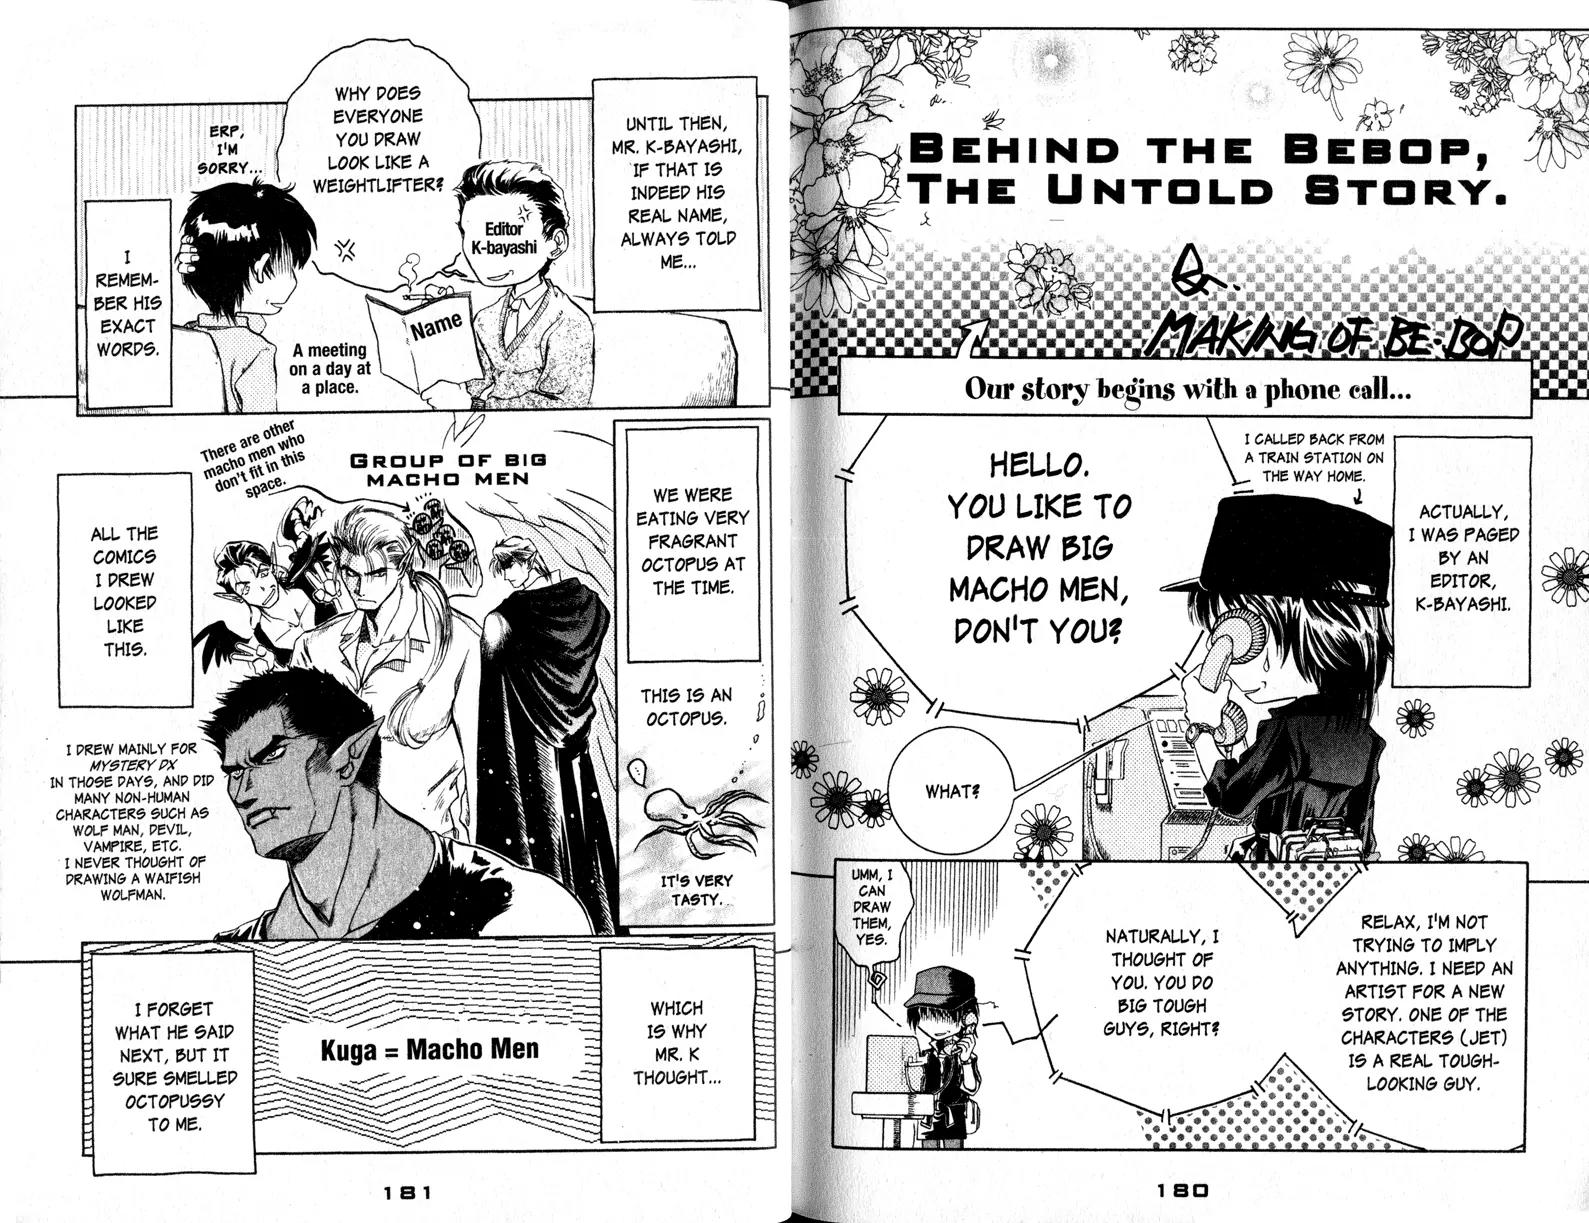 BEHIND THE BEBOP,
THE UNTOLD STORY.
MAKING OF BE-BOP
Our story begins with a phone call...
I CALLED BACK FROM
A TRAIN STATION ON
THE WAY HOME.
ACTUALLY,
I WAS PAGED
BY AN
EDITOR,
K-BAYASHI.
HELLO.
YOU LIKE TO
DRAW BIG
MACHO MEN,
DON'T YOU?
WHAT?
RELAX, I'M NOT
TRYING TO IMPLY
ANYTHING. I NEED AN
ARTIST FOR A NEW
STORY. ONE OF THE
CHARACTERS (JET)
IS A REAL TOUGH-
LOOKING GUY.
NATURALLY, I
THOUGHT OF
YOU. YOU DO
BIG TOUGH
GUYS, RIGHT?
UMM, I
CAN
DRAW
THEM,
YES.
180
UNTIL THEN,
MR. K-BAYASHI,
IF THAT IS
INDEED HIS
REAL NAME,
ALWAYS TOLD
ME...
WHY DOES
EVERYONE
YOU DRAW
LOOK LIKE A
WEIGHTLIFTER?
Editor
K-bayashi
Name
ERP,
I'M
SORRY...
A meeting
on a day at
a place.
I
REMEM-
BER HIS
EXACT
WORDS.
WE WERE
EATING VERY
FRAGRANT
OCTOPUS AT
THE TIME.
THIS IS AN
OCTOPUS.
IT'S VERY
TASTY.
GROUP OF BIG
MACHO MEN
There are other
macho men who
don't fit in this
space.
ALL THE
COMICS
I DREW
LOOKED
LIKE
THIS.
I DREW MAINLY FOR
MYSTERY DX
IN THOSE DAYS, AND DID
MANY NON-HUMAN
CHARACTERS SUCH AS
WOLF MAN, DEVIL,
VAMPIRE, ETC.
I NEVER THOUGHT OF
DRAWING A WAIFISH
WOLFMAN.
WHICH
IS WHY
MR. K
THOUGHT...
Kuga = Macho Men
I FORGET
WHAT HE SAID
NEXT, BUT IT
SURE SMELLED
OCTOPUSSY
TO ME.
181